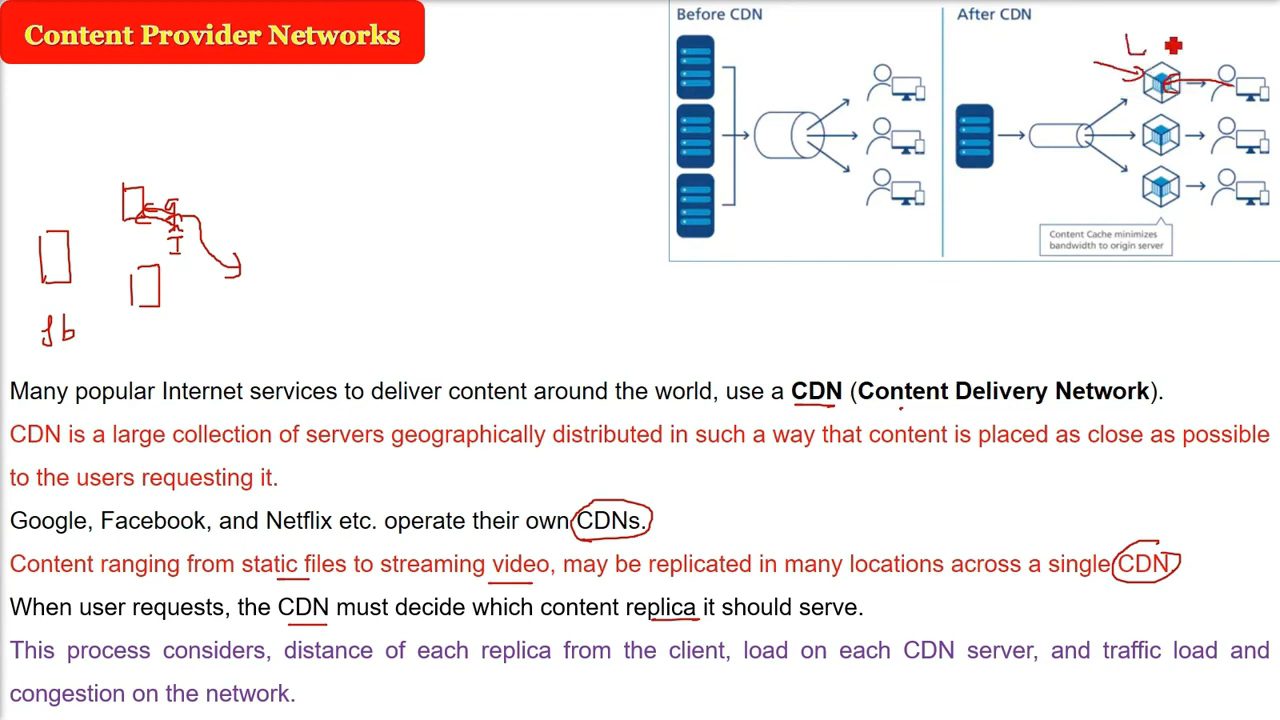 Content Provider Networks
Before CDN
After CDN
L
Content Cache minimizes
bandwidth to origin server
I
fb
Many popular Internet services to deliver content around the world, use a CDN (Content Delivery Network).
CDN is a large collection of servers geographically distributed in such a way that content is placed as close as possible
to the users requesting it.
Google, Facebook, and Netflix etc. operate their own CDNs.
Content ranging from static files to streaming video, may be replicated in many locations across a single CDN.
When user requests, the CDN must decide which content replica it should serve.
This process considers, distance of each replica from the client, load on each CDN server, and traffic load and
congestion on the network.